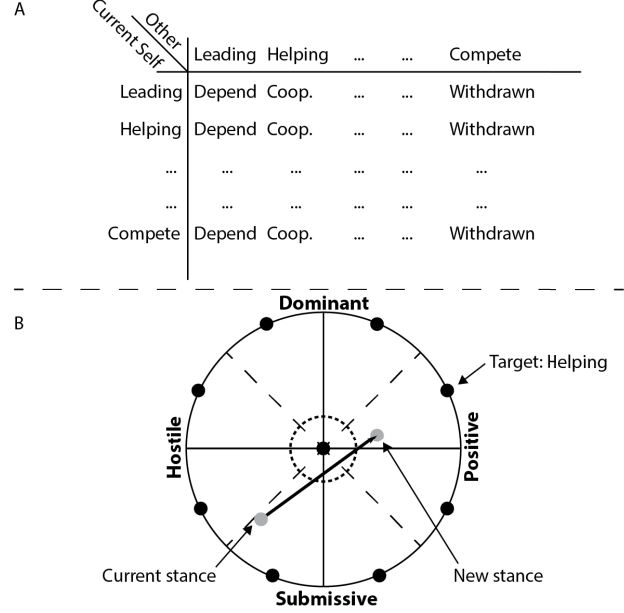 A
Other
Current Self
Leading Helping ... ... Compete
Leading Depend Coop. ... ... Withdrawn
Helping Depend Coop. ... ... Withdrawn
... ... ... ... ... ...
... ... ... ... ... ...
Compete Depend Coop. ... ... Withdrawn
B
Dominant
Target: Helping
Hostile
Positive
Current stance
New stance
Submissive